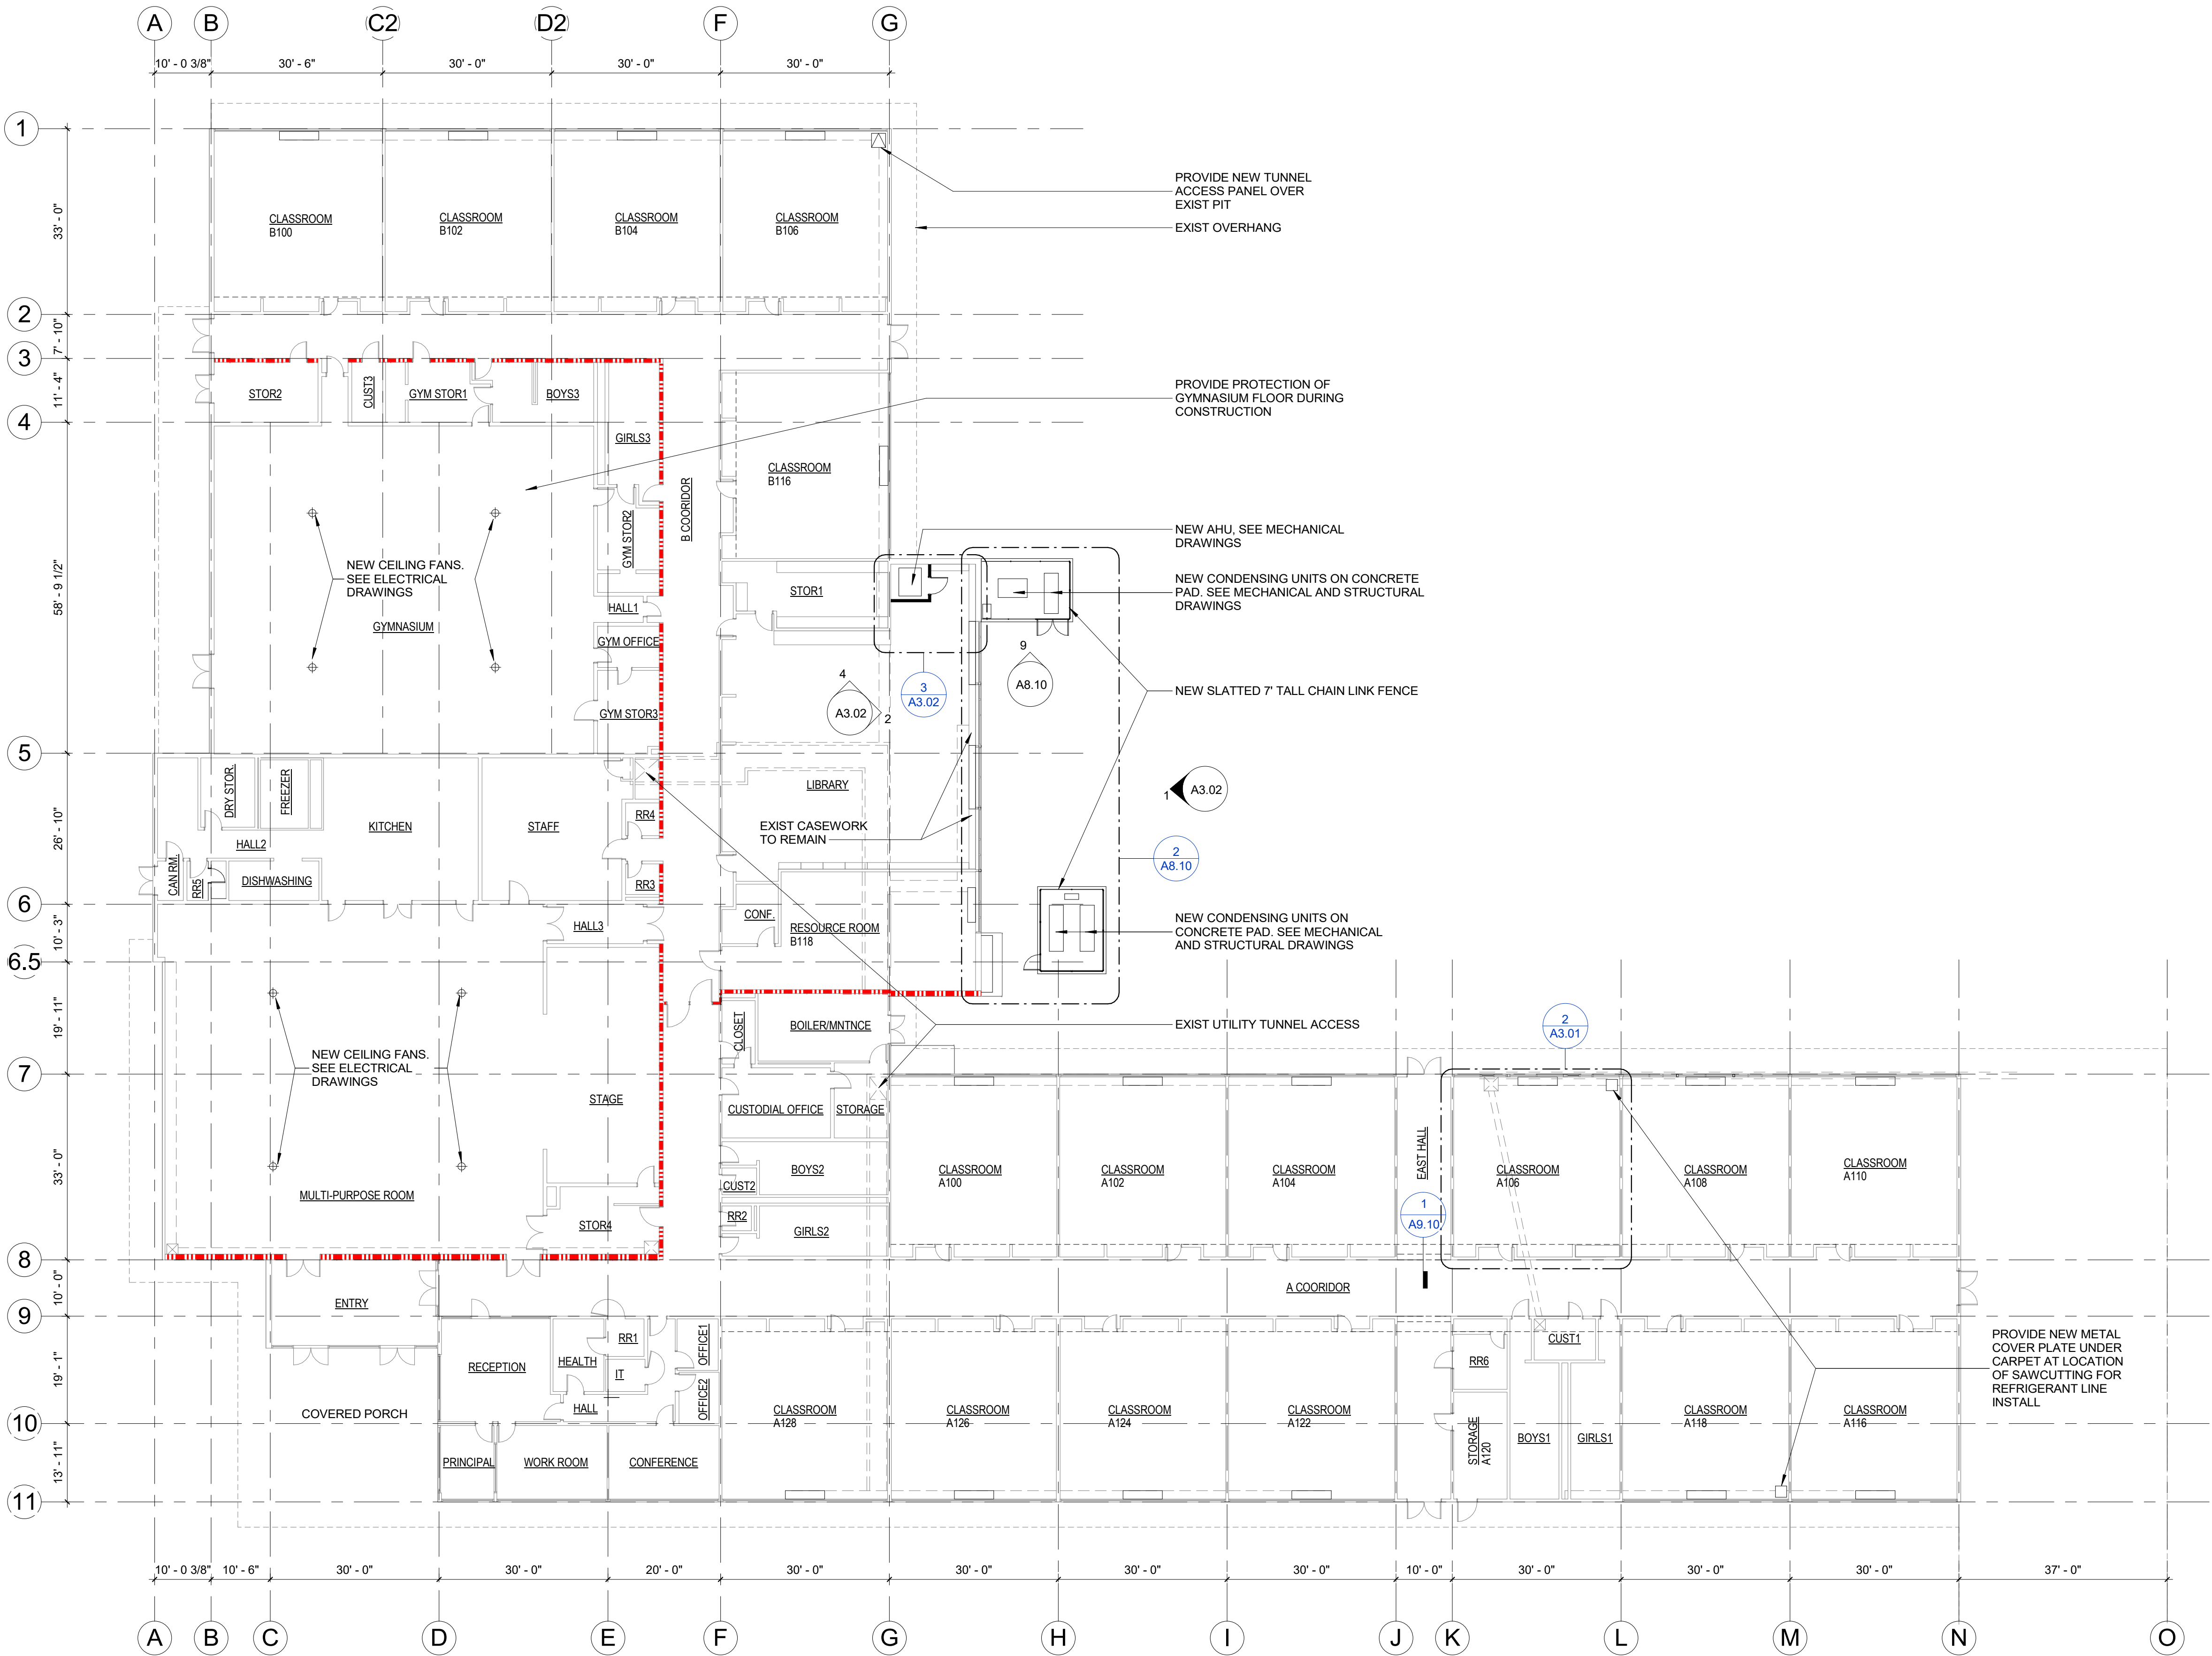 A
B
C2
D2
F
G
10' - 0 3/8"
30' - 6"
30' - 0"
30' - 0"
30' - 0"
1
33' - 0"
2
7' - 10"
3
11' - 4"
4
58' - 9 1/2"
5
26' - 10"
6
10' - 3"
6.5
19' - 11"
7
33' - 0"
8
10' - 0"
9
19' - 1"
10
13' - 11"
11
CLASSROOM
B100
CLASSROOM
B102
CLASSROOM
B104
CLASSROOM
B106
PROVIDE NEW TUNNEL
ACCESS PANEL OVER
EXIST PIT
EXIST OVERHANG
STOR2
CUST3
GYM STOR1
BOYS3
GIRLS3
B COORIDOR
CLASSROOM
B116
PROVIDE PROTECTION OF
GYMNASIUM FLOOR DURING
CONSTRUCTION
GYM STOR2
NEW CEILING FANS.
SEE ELECTRICAL
DRAWINGS
GYMNASIUM
HALL1
GYM OFFICE
GYM STOR3
STOR1
NEW AHU, SEE MECHANICAL
DRAWINGS
NEW CONDENSING UNITS ON CONCRETE
PAD. SEE MECHANICAL AND STRUCTURAL
DRAWINGS
4
A3.02
2
3
A3.02
9
A8.10
NEW SLATTED 7' TALL CHAIN LINK FENCE
1
A3.02
2
A8.10
DRY STOR.
FREEZER
KITCHEN
STAFF
RR4
HALL2
CAN RM.
RR5
DISHWASHING
RR3
LIBRARY
EXIST CASEWORK
TO REMAIN
HALL3
CONF.
RESOURCE ROOM
B118
NEW CONDENSING UNITS ON
CONCRETE PAD. SEE MECHANICAL
AND STRUCTURAL DRAWINGS
CLOSET
BOILER/MNTNCE
EXIST UTILITY TUNNEL ACCESS
2
A3.01
NEW CEILING FANS.
SEE ELECTRICAL
DRAWINGS
STAGE
MULTI-PURPOSE ROOM
STOR4
CUSTODIAL OFFICE
STORAGE
BOYS2
CUST2
RR2
GIRLS2
CLASSROOM
A100
CLASSROOM
A102
CLASSROOM
A104
EAST HALL
1
A9.10
CLASSROOM
A106
CLASSROOM
A108
CLASSROOM
A110
A COORIDOR
ENTRY
COVERED PORCH
RECEPTION
HEALTH
RR1
IT
HALL
OFFICE1
OFFICE2
PRINCIPAL
WORK ROOM
CONFERENCE
CLASSROOM
A128
CLASSROOM
A126
CLASSROOM
A124
CLASSROOM
A122
RR6
CUST1
STORAGE
A120
BOYS1
GIRLS1
CLASSROOM
A118
CLASSROOM
A116
PROVIDE NEW METAL
COVER PLATE UNDER
CARPET AT LOCATION
OF SAWCUTTING FOR
REFRIGERANT LINE
INSTALL
10' - 0 3/8"
10' - 6"
30' - 0"
30' - 0"
20' - 0"
30' - 0"
30' - 0"
30' - 0"
30' - 0"
10' - 0"
30' - 0"
30' - 0"
30' - 0"
37' - 0"
A
B
C
D
E
F
G
H
I
J
K
L
M
N
O